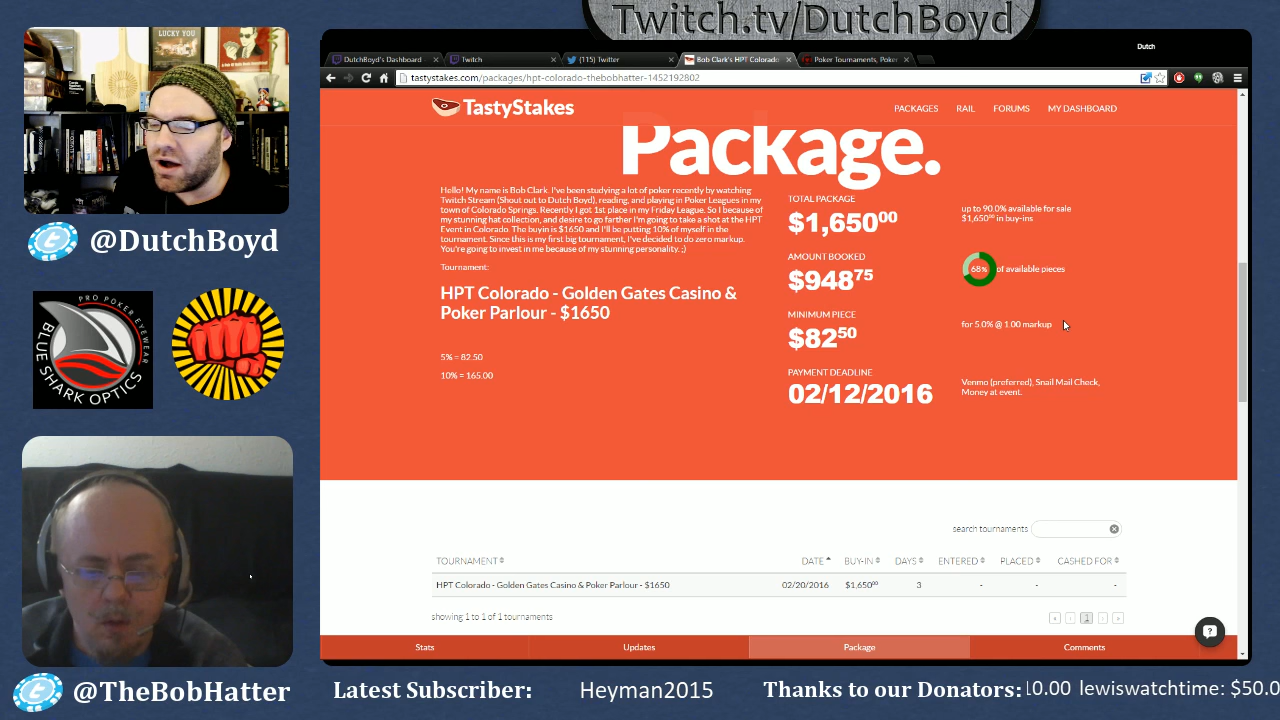 Twitch.tv/DutchBoyd
Dutch
DutchBoyd's Dashboard
Twitch
(115) Twitter
Bob Clark's HPT Colorado
Poker Tournaments, Poker
tastystakes.com/packages/hpt-colorado-thebobhatter-1452192802
TastyStakes
PACKAGES RAIL FORUMS MY DASHBOARD
Package.
Hello! My name is Bob Clark. I've been studying a lot of poker recently by watching
Twitch Stream (Shout out to Dutch Boyd), reading, and playing in Poker Leagues in my
town of Colorado Springs. Recently I got 1st place in my Friday League. So I because of
my stunning hat collection, and desire to go farther I'm going to take a shot at the HPT
Event in Colorado. The buyin is $1650 and I'll be putting 10% of myself in the
tournament. Since this is my first big tournament, I've decided to do zero markup.
You're going to invest in me because of my stunning personality. ;)
Tournament:
HPT Colorado - Golden Gates Casino &
Poker Parlour - $1650
5% = 82.50
10% = 165.00
TOTAL PACKAGE
$1,650⁰⁰
up to 90.0% available for sale
$1,650⁰⁰ in buy-ins
AMOUNT BOOKED
$948⁷⁵
68% of available pieces
MINIMUM PIECE
$82⁵⁰
for 5.0% @ 1.00 markup
PAYMENT DEADLINE
02/12/2016
Venmo (preferred), Snail Mail Check,
Money at event.
search tournaments
TOURNAMENT DATE BUY-IN DAYS ENTERED PLACED CASHED FOR
HPT Colorado - Golden Gates Casino & Poker Parlour - $1650 02/20/2016 $1,650⁰⁰ 3 - - -
showing 1 to 1 of 1 tournaments
« ‹ 1 › »
Stats Updates Package Comments
LUCKY YOU
@DutchBoyd
PRO POKER EYEWEAR
BLUE SHARK OPTICS
@TheBobHatter
Latest Subscriber: Heyman2015
Thanks to our Donators: 10.00 lewiswatchtime: $50.0